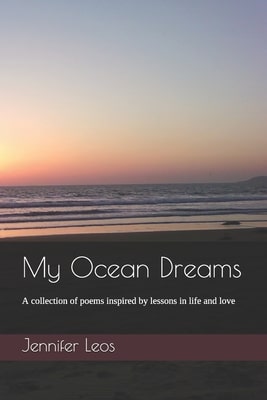 My Ocean Dreams
A collection of poems inspired by lessons in life and love
Jennifer Leos